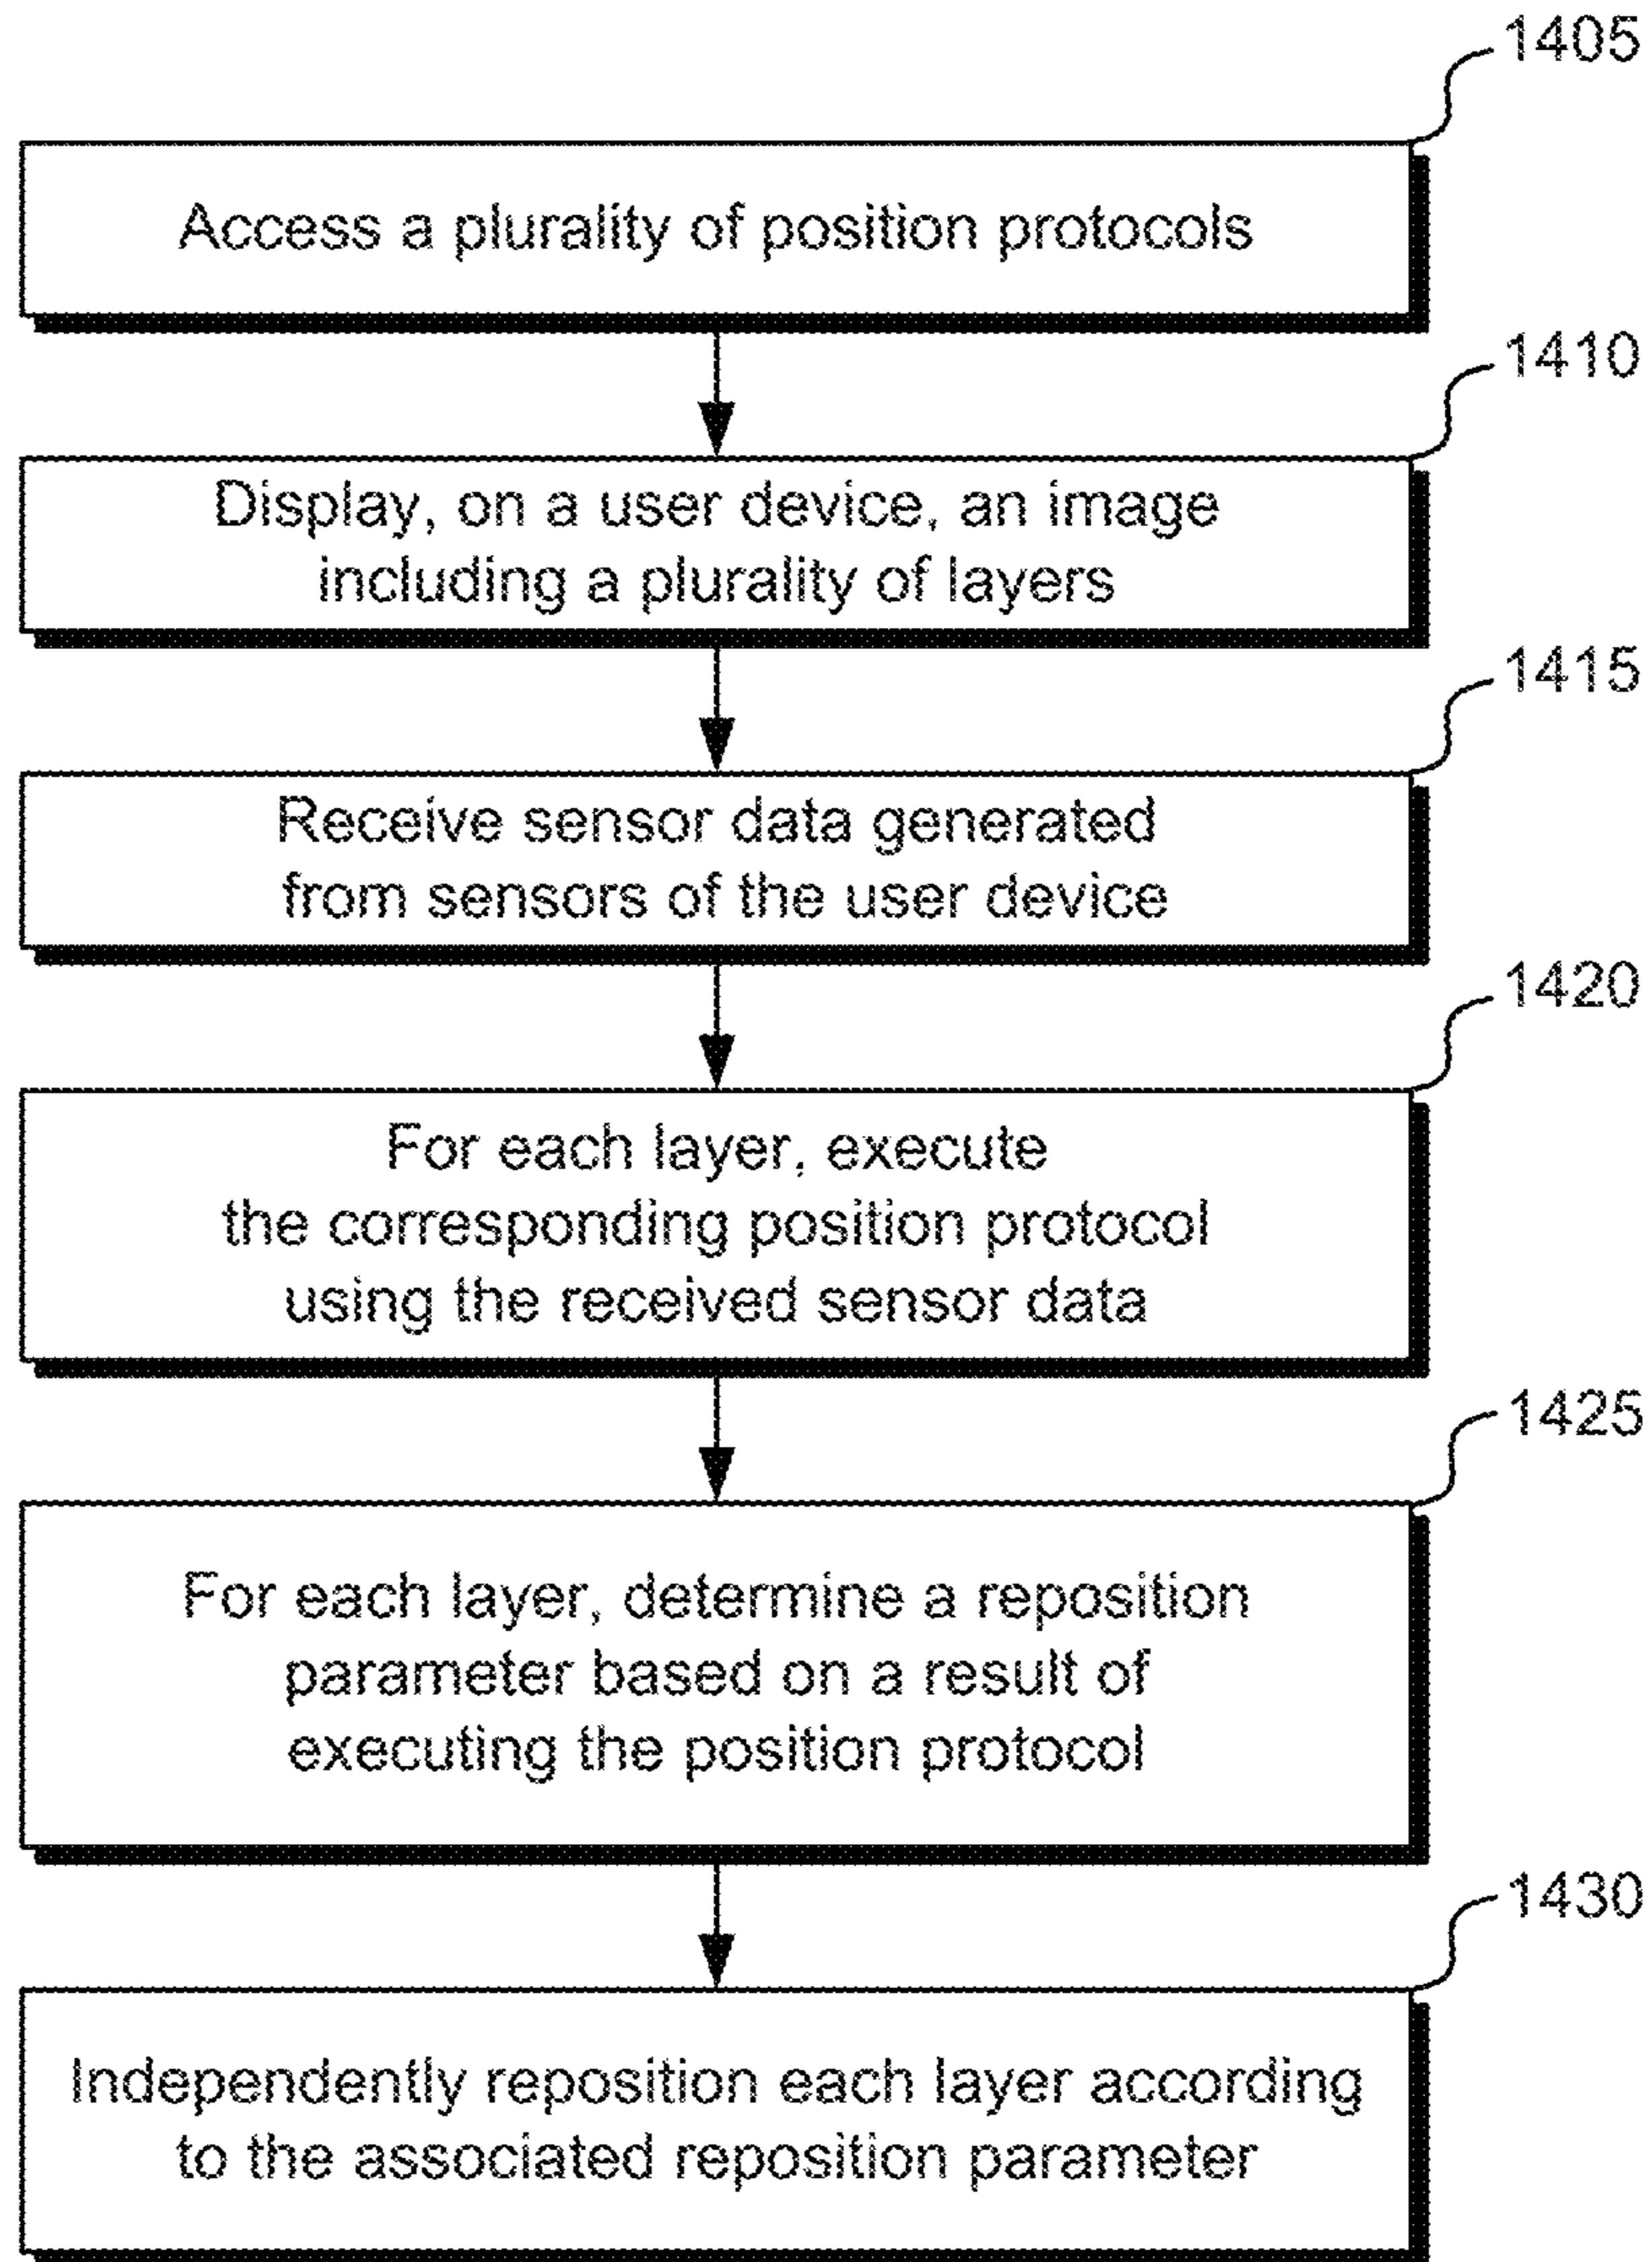 1405
Access a plurality of position protocols
1410
Display, on a user device, an image
including a plurality of layers
1415
Receive sensor data generated
from sensors of the user device
1420
For each layer, execute
the corresponding position protocol
using the received sensor data
1425
For each layer, determine a reposition
parameter based on a result of
executing the position protocol
1430
Independently reposition each layer according
to the associated reposition parameter